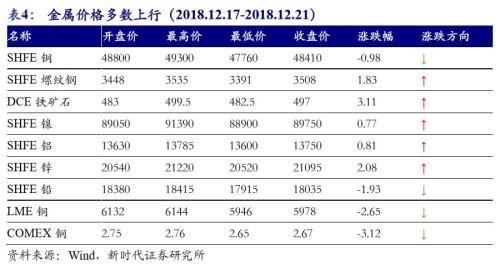 表4： 金属价格多数上行（2018.12.17-2018.12.21）
名称 开盘价 最高价 最低价 收盘价 涨跌幅 涨跌方向
SHFE 铜 48800 49300 47760 48410 -0.98 ↓
SHFE 螺纹钢 3448 3535 3391 3508 1.83 ↑
DCE 铁矿石 483 499.5 482.5 497 3.11 ↑
SHFE 镍 89050 91390 88900 89750 0.77 ↑
SHFE 铝 13630 13785 13600 13750 0.81 ↑
SHFE 锌 20540 21220 20520 21095 2.08 ↑
SHFE 铅 18380 18415 17915 18035 -1.93 ↓
LME 铜 6132 6144 5946 5978 -2.65 ↓
COMEX 铜 2.75 2.76 2.65 2.67 -3.12 ↓
资料来源：Wind，新时代证券研究所